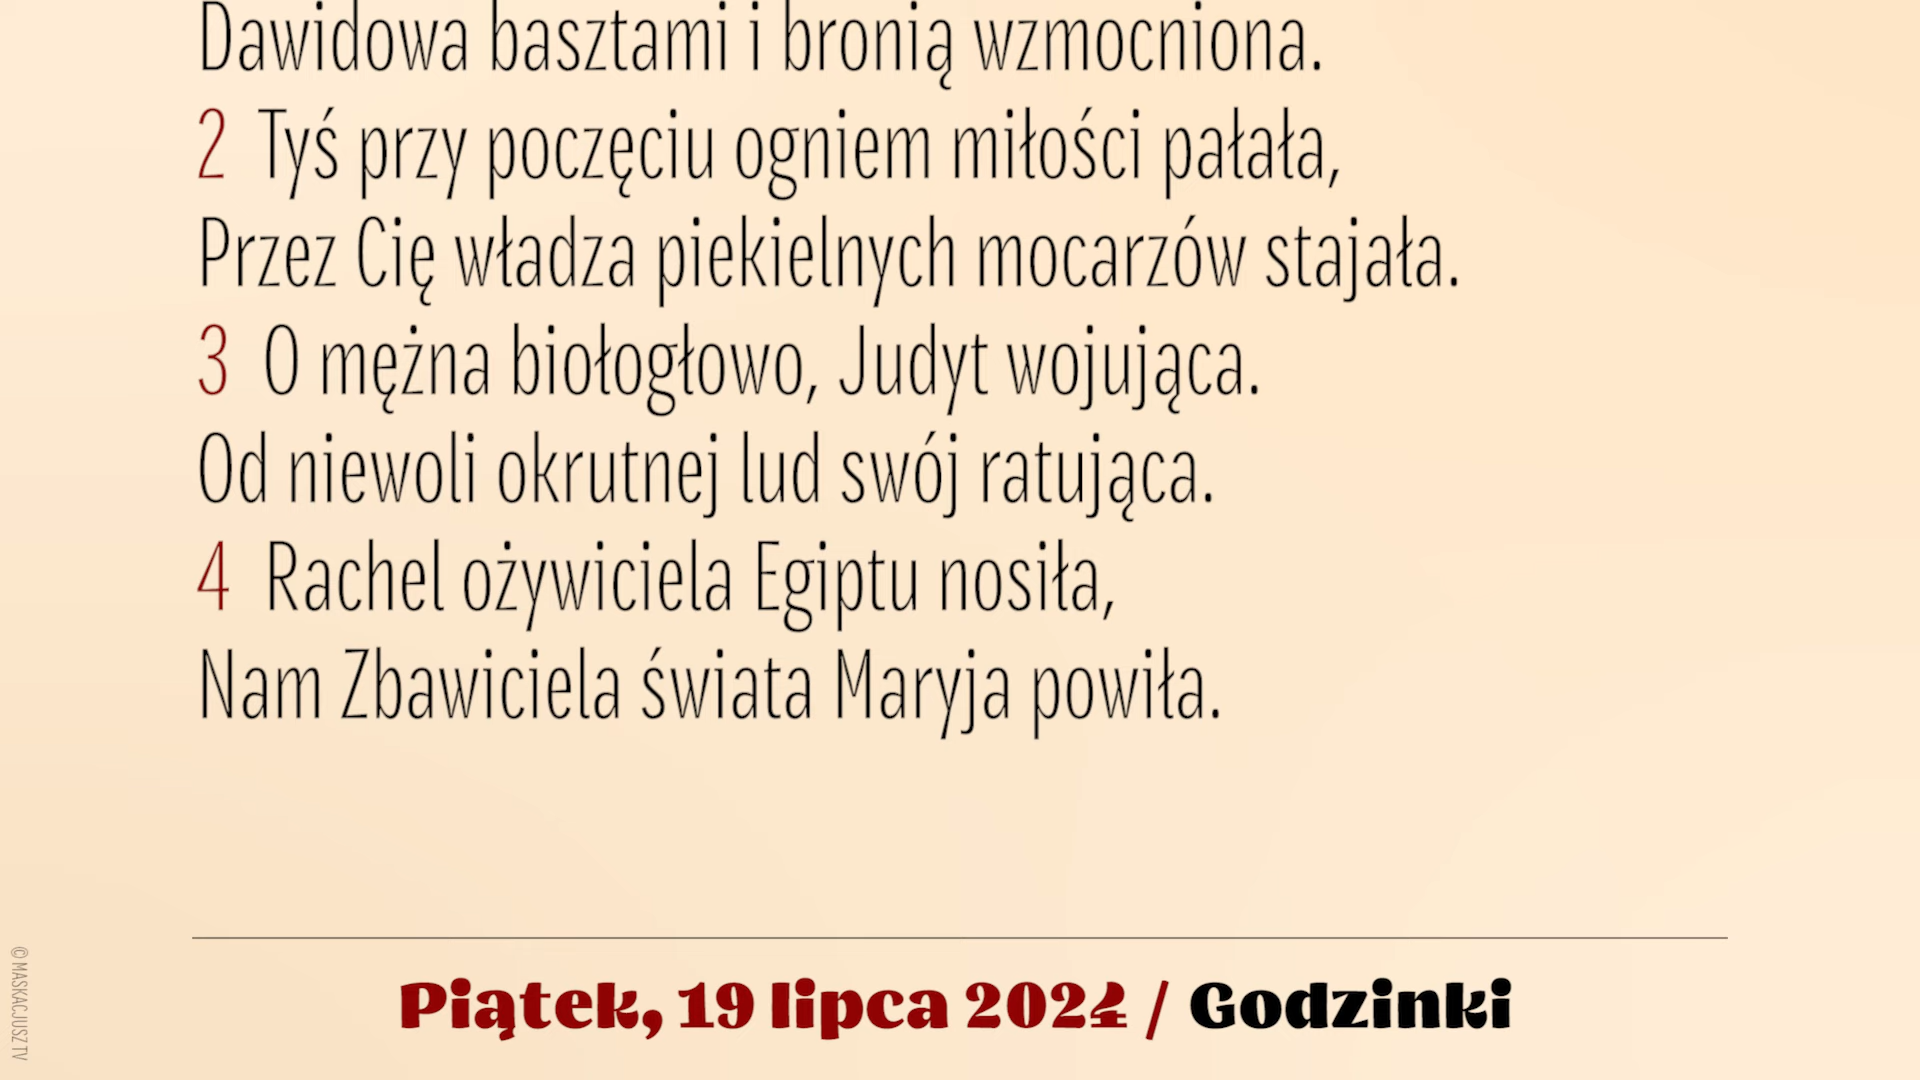 Dawidowa basztami i bronią wzmocniona.
2 Tyś przy poczęciu ogniem miłości pałała,
Przez Cię władza piekielnych mocarzów stajała.
3 O mężna biołogłowo, Judyt wojująca.
Od niewoli okrutnej lud swój ratująca.
4 Rachel ożywiciela Egiptu nosiła,
Nam Zbawiciela świata Maryja powiła.
Piątek, 19 lipca 2024 / Godzinki
© MASKACJUSZ TV